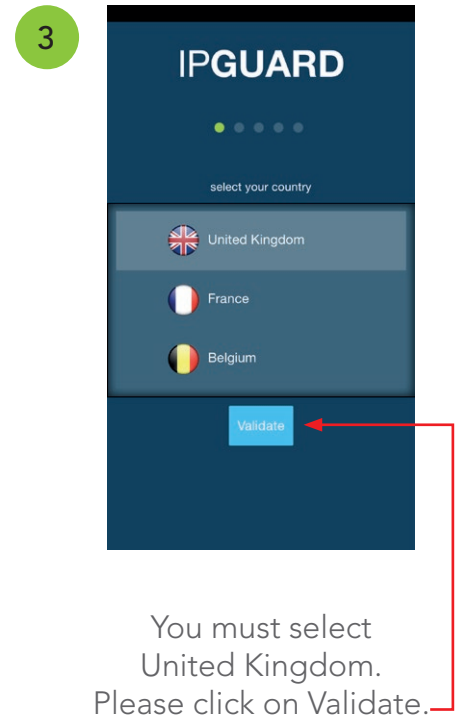 3
IPGUARD
select your country
United Kingdom
France
Belgium
Validate
You must select
United Kingdom.
Please click on Validate.